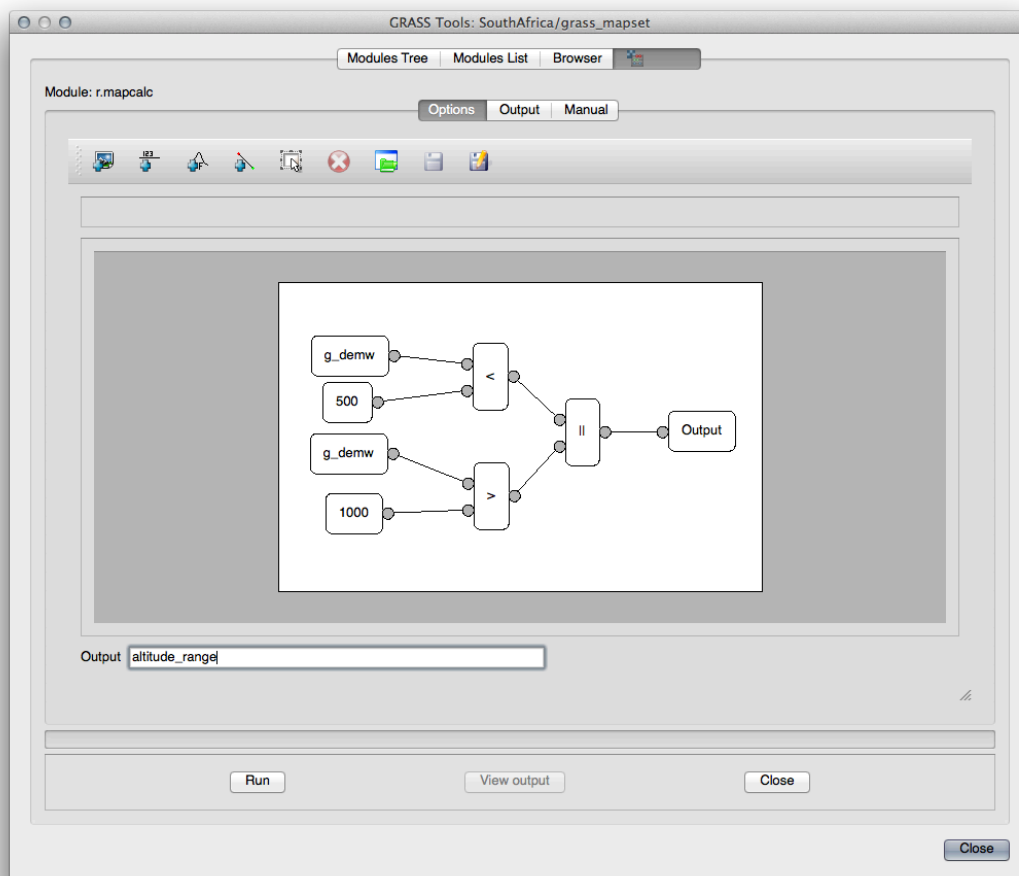 GRASS Tools: SouthAfrica/grass_mapset
Modules Tree Modules List Browser
Module: r.mapcalc
Options Output Manual
123
F
g_demw
<
500
||
Output
g_demw
>
1000
Output altitude_range
Run View output Close
Close